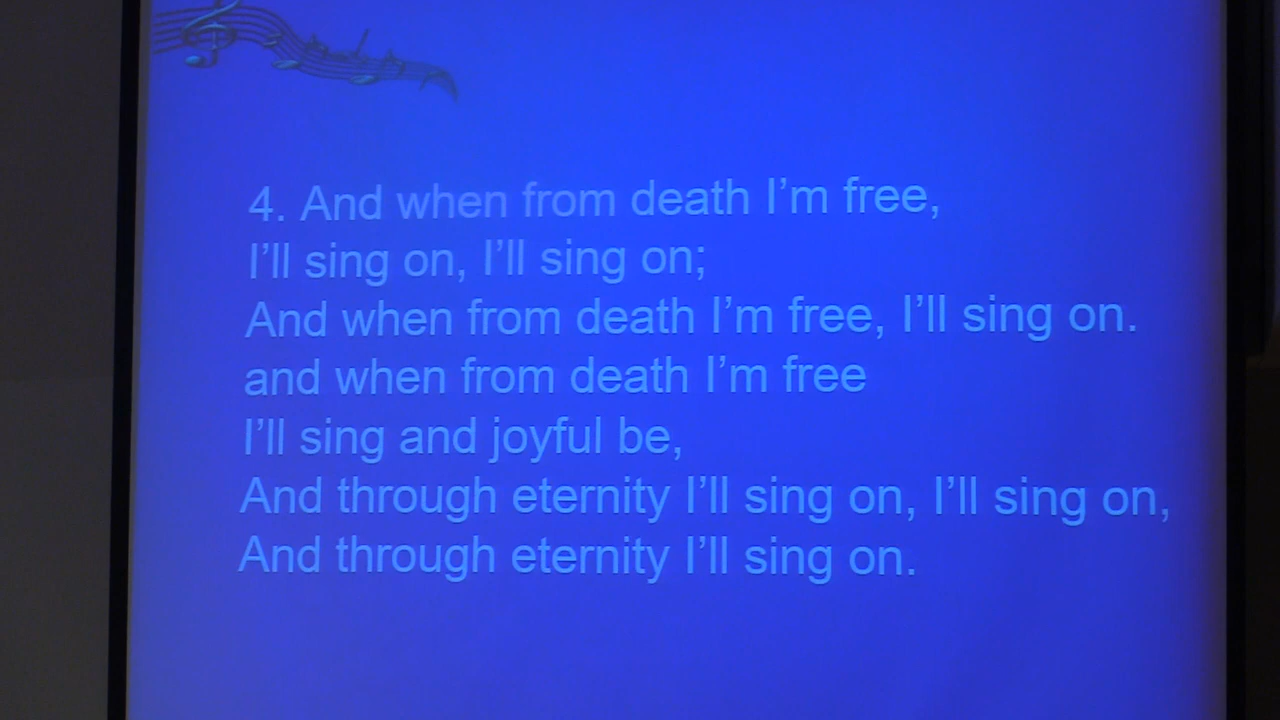 4. And when from death I'm free,
I'll sing on, I'll sing on;
And when from death I'm free, I'll sing on.
and when from death I'm free
I'll sing and joyful be,
And through eternity I'll sing on, I'll sing on,
And through eternity I'll sing on.